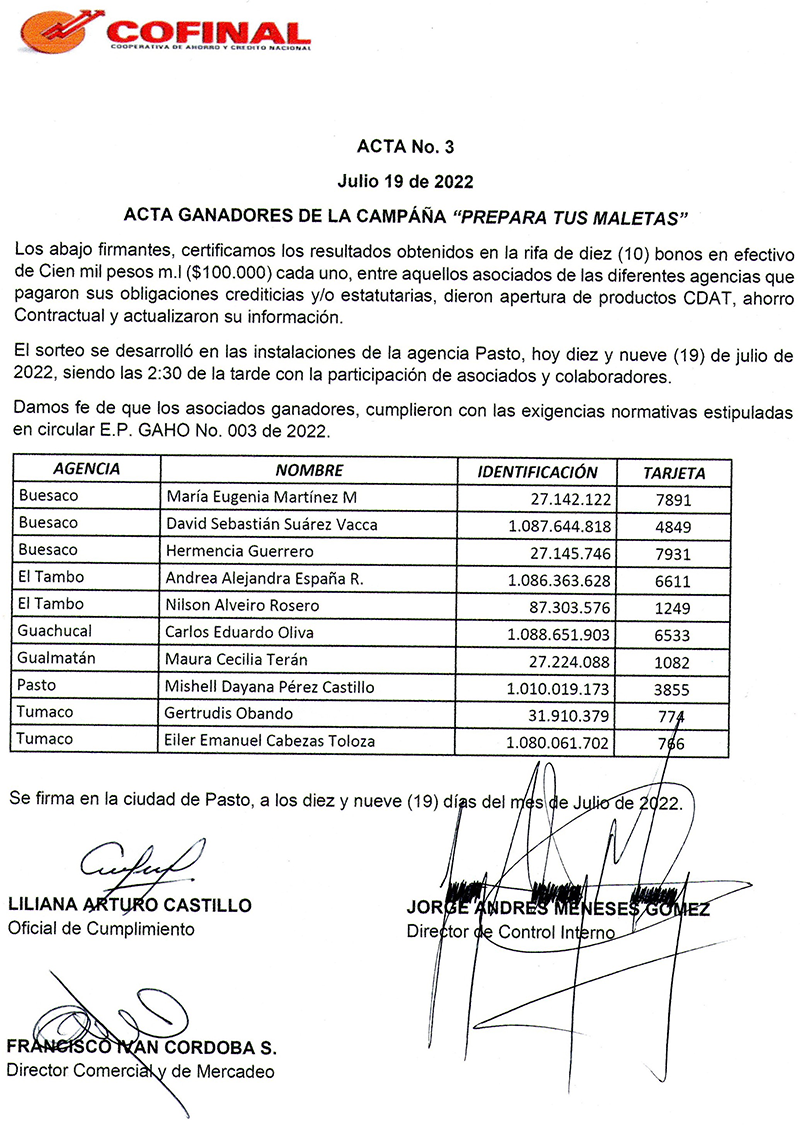 COFINAL
COOPERATIVA DE AHORRO Y CRÉDITO NACIONAL
ACTA No. 3
Julio 19 de 2022
ACTA GANADORES DE LA CAMPÁÑA “PREPARA TUS MALETAS”
Los abajo firmantes, certificamos los resultados obtenidos en la rifa de diez (10) bonos en efectivo
de Cien mil pesos m.l ($100.000) cada uno, entre aquellos asociados de las diferentes agencias que
pagaron sus obligaciones crediticias y/o estatutarias, dieron apertura de productos CDAT, ahorro
Contractual y actualizaron su información.
El sorteo se desarrolló en las instalaciones de la agencia Pasto, hoy diez y nueve (19) de julio de
2022, siendo las 2:30 de la tarde con la participación de asociados y colaboradores.
Damos fe de que los asociados ganadores, cumplieron con las exigencias normativas estipuladas
en circular E.P. GAHO No. 003 de 2022.
AGENCIA NOMBRE IDENTIFICACIÓN TARJETA
Buesaco María Eugenia Martínez M 27.142.122 7891
Buesaco David Sebastián Suárez Vacca 1.087.644.818 4849
Buesaco Hermencia Guerrero 27.145.746 7931
El Tambo Andrea Alejandra España R. 1.086.363.628 6611
El Tambo Nilson Alveiro Rosero 87.303.576 1249
Guachucal Carlos Eduardo Oliva 1.088.651.903 6533
Gualmatán Maura Cecilia Terán 27.224.088 1082
Pasto Mishell Dayana Pérez Castillo 1.010.019.173 3855
Tumaco Gertrudis Obando 31.910.379 774
Tumaco Eiler Emanuel Cabezas Toloza 1.080.061.702 766
Se firma en la ciudad de Pasto, a los diez y nueve (19) días del mes de Julio de 2022.
LILIANA ARTURO CASTILLO
Oficial de Cumplimiento
JORGE ANDRES MENESES GOMEZ
Director de Control Interno
FRANCISCO IVAN CORDOBA S.
Director Comercial y de Mercadeo